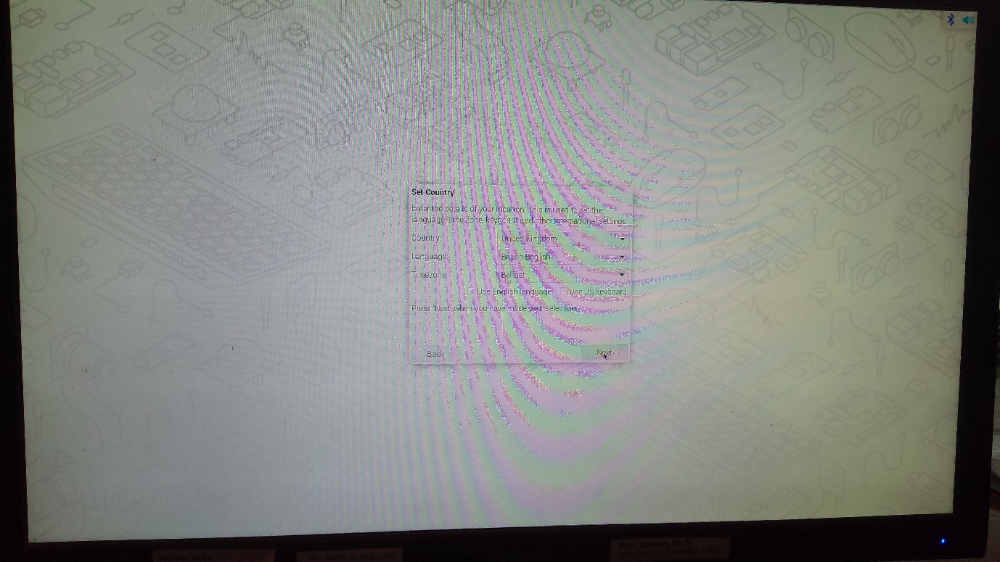 Set Country
Enter the details of your location. This is used to set the
language, time zone, keyboard and other international settings.
Country: United Kingdom
Language: British English
Timezone: Belfast
Use English language Use US keyboard
Press 'Next' when you have made your selection.
Back Next
Ph.D